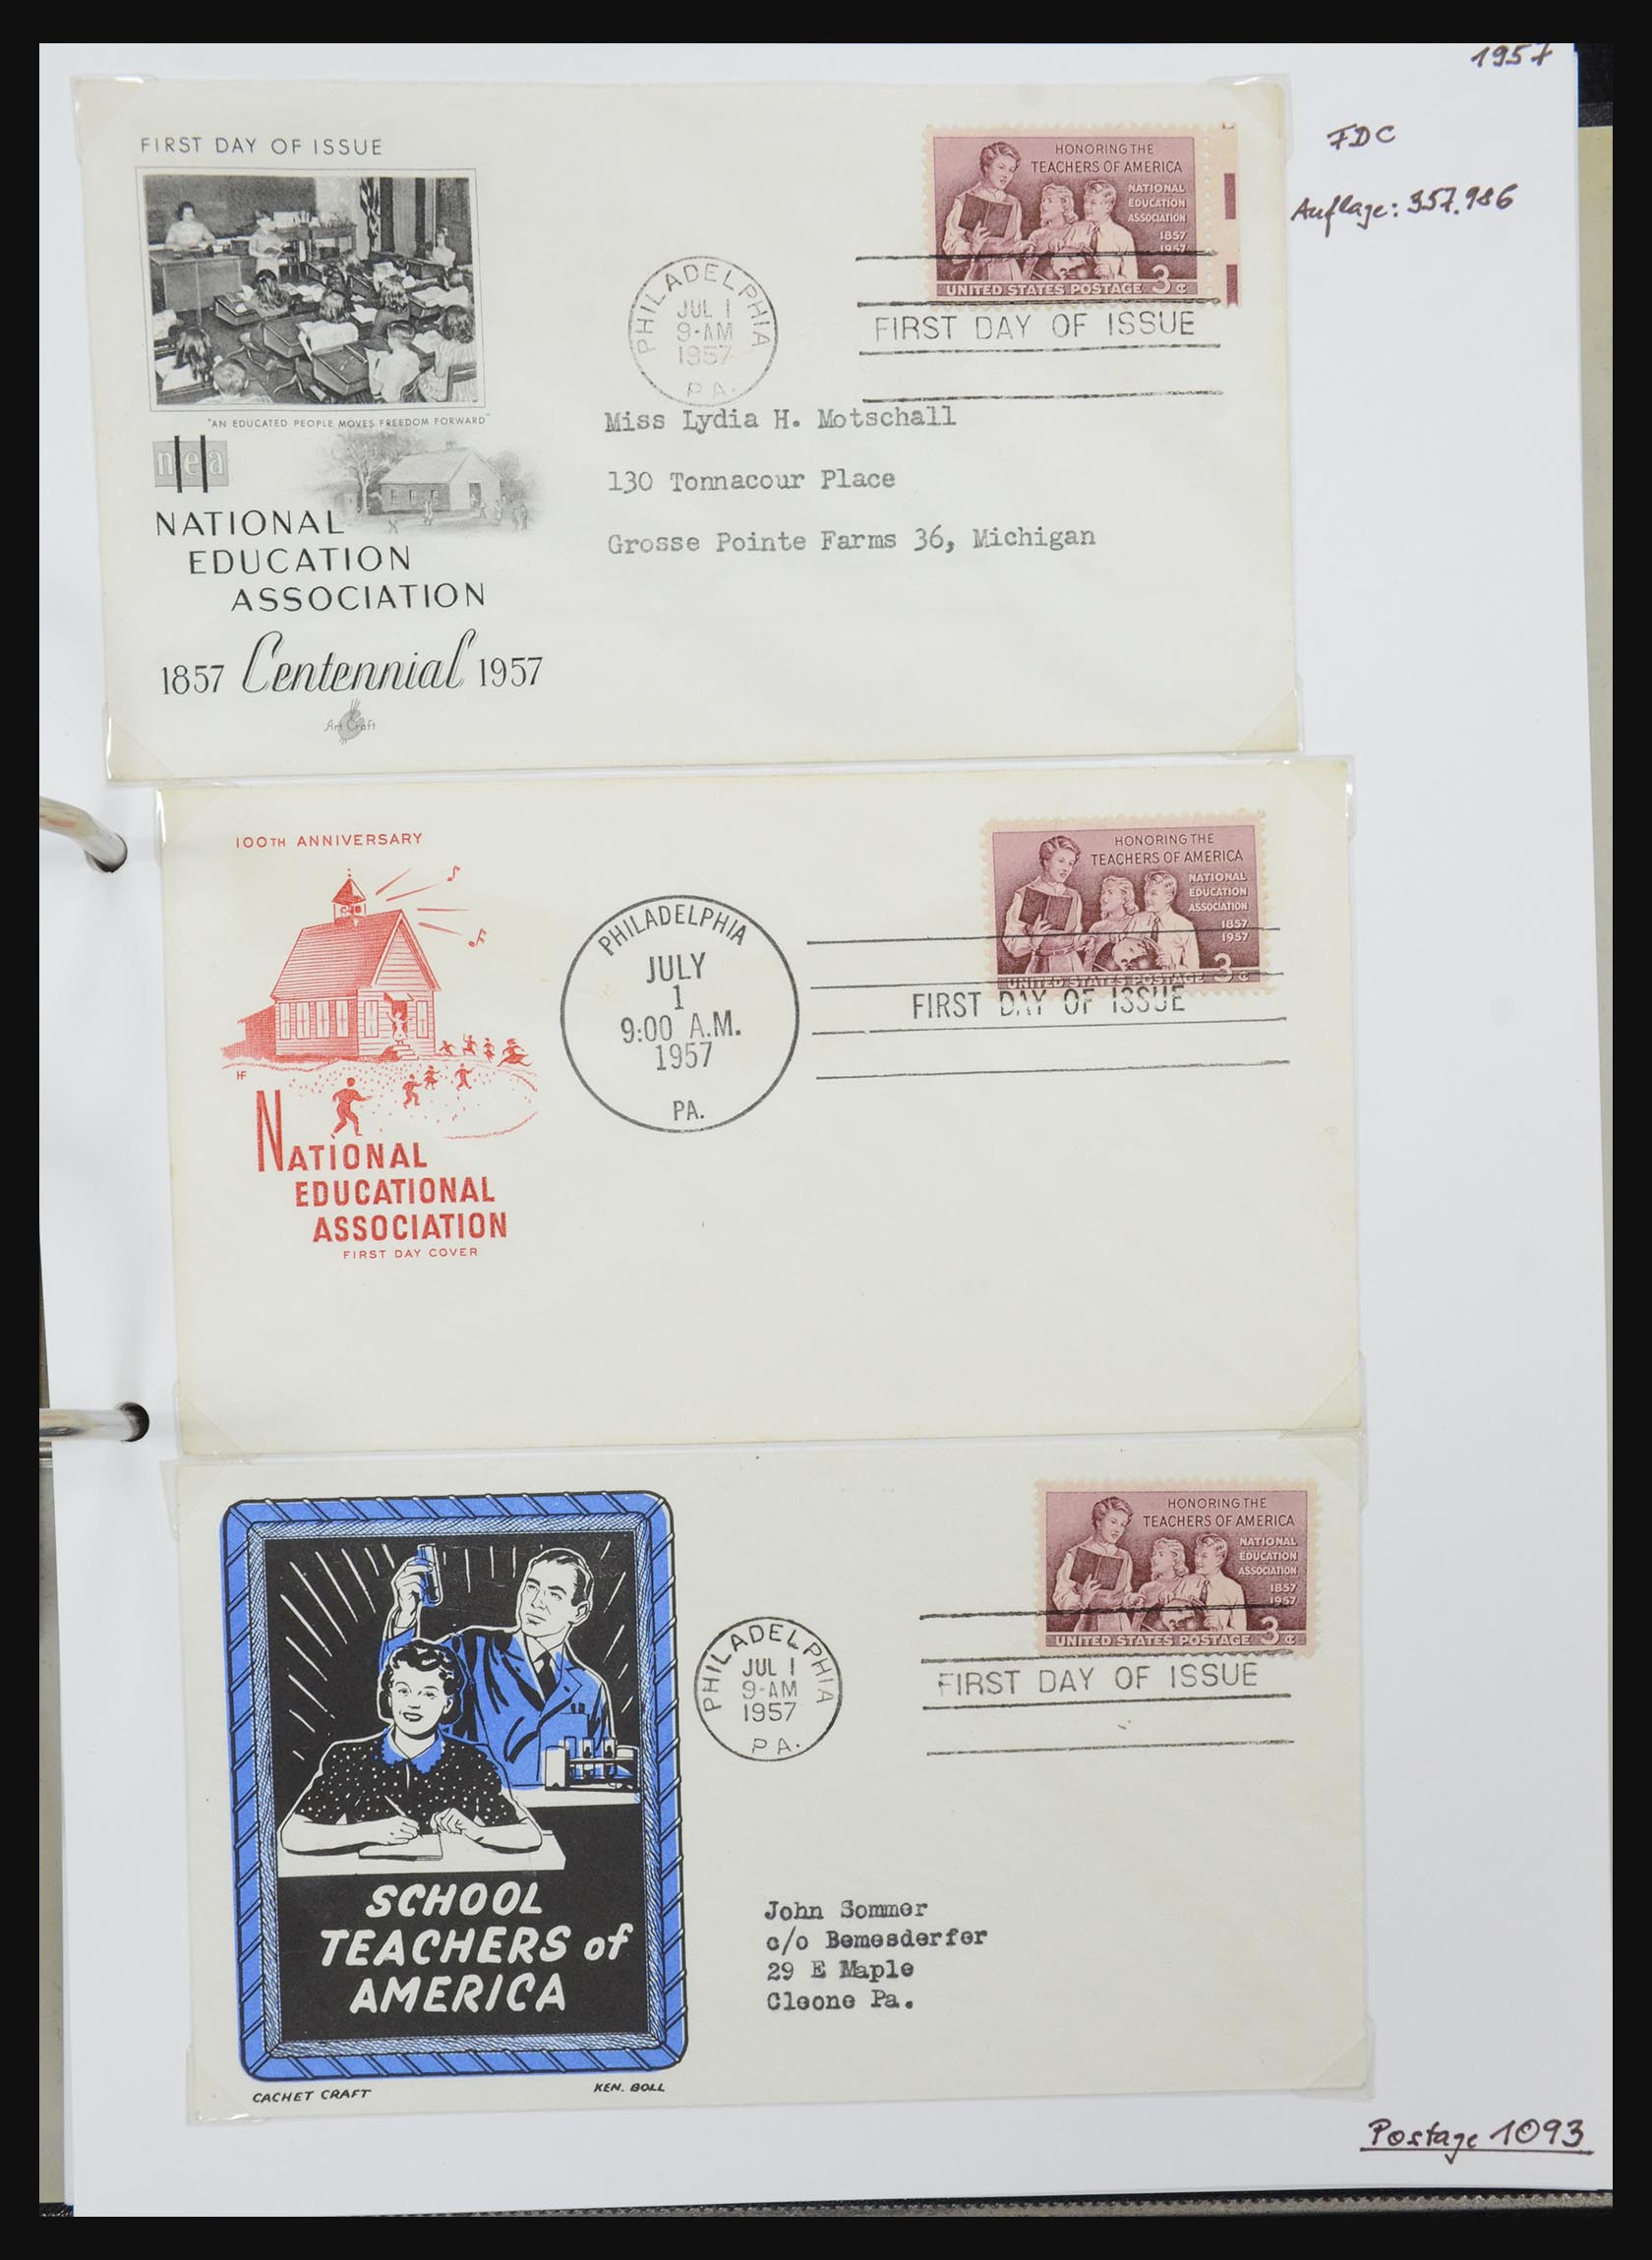 1957
FDC
Auflage: 357.986
FIRST DAY OF ISSUE
"AN EDUCATED PEOPLE MOVES FREEDOM FORWARD"
nea
NATIONAL
EDUCATION
ASSOCIATION
1857 Centennial 1957
Art Craft
HONORING THE
TEACHERS OF AMERICA
NATIONAL
EDUCATION
ASSOCIATION
1857
1957
UNITED STATES POSTAGE 3¢
PHILADELPHIA
JUL 1
9-AM
1957
PA.
FIRST DAY OF ISSUE
Miss Lydia H. Motschall
130 Tonnacour Place
Grosse Pointe Farms 36, Michigan
100TH ANNIVERSARY
HF
NATIONAL
EDUCATIONAL
ASSOCIATION
FIRST DAY COVER
PHILADELPHIA
JULY
1
9:00 A.M.
1957
PA.
HONORING THE
TEACHERS OF AMERICA
NATIONAL
EDUCATION
ASSOCIATION
1857
1957
UNITED STATES POSTAGE 3¢
FIRST DAY OF ISSUE
SCHOOL
TEACHERS of
AMERICA
CACHET CRAFT KEN. BOLL
PHILADELPHIA
JUL 1
9-AM
1957
PA.
HONORING THE
TEACHERS OF AMERICA
NATIONAL
EDUCATION
ASSOCIATION
1857
1957
UNITED STATES POSTAGE 3¢
FIRST DAY OF ISSUE
John Sommer
c/o Bemesderfer
29 E Maple
Cleona Pa.
Postage 1093